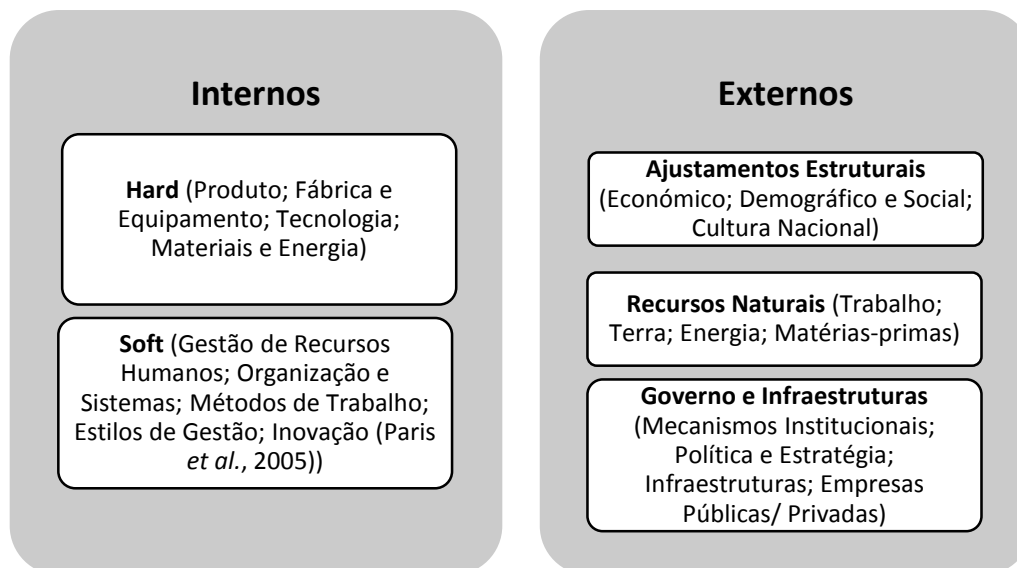 Internos
Hard (Produto; Fábrica e
Equipamento; Tecnologia;
Materiais e Energia)
Soft (Gestão de Recursos
Humanos; Organização e
Sistemas; Métodos de Trabalho;
Estilos de Gestão; Inovação (Paris
et al., 2005))
Externos
Ajustamentos Estruturais
(Económico; Demográfico e Social;
Cultura Nacional)
Recursos Naturais (Trabalho;
Terra; Energia; Matérias-primas)
Governo e Infraestruturas
(Mecanismos Institucionais;
Política e Estratégia;
Infraestruturas; Empresas
Públicas/ Privadas)